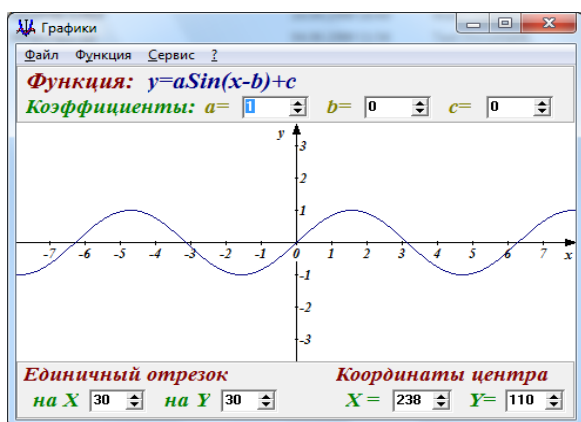 Графики
Файл Функция Сервис ?
Функция: y=aSin(x-b)+c
Коэффициенты: a= 1 b= 0 c= 0
y
3
2
1
-7 -6 -5 -4 -3 -2 -1 0 1 2 3 4 5 6 7 x
-1
-2
-3
Единичный отрезок Координаты центра
на X 30 на Y 30 X = 238 Y= 110